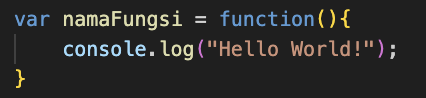 var namaFungsi = function(){
    console.log("Hello World!");
}